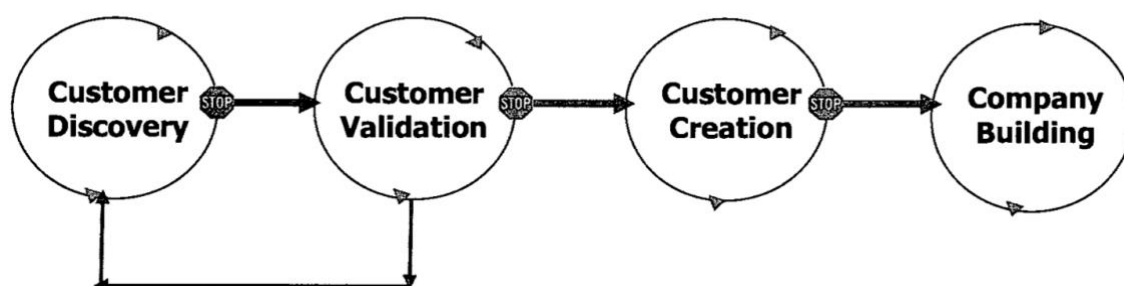 Customer
Discovery
STOP
Customer
Validation
STOP
Customer
Creation
STOP
Company
Building